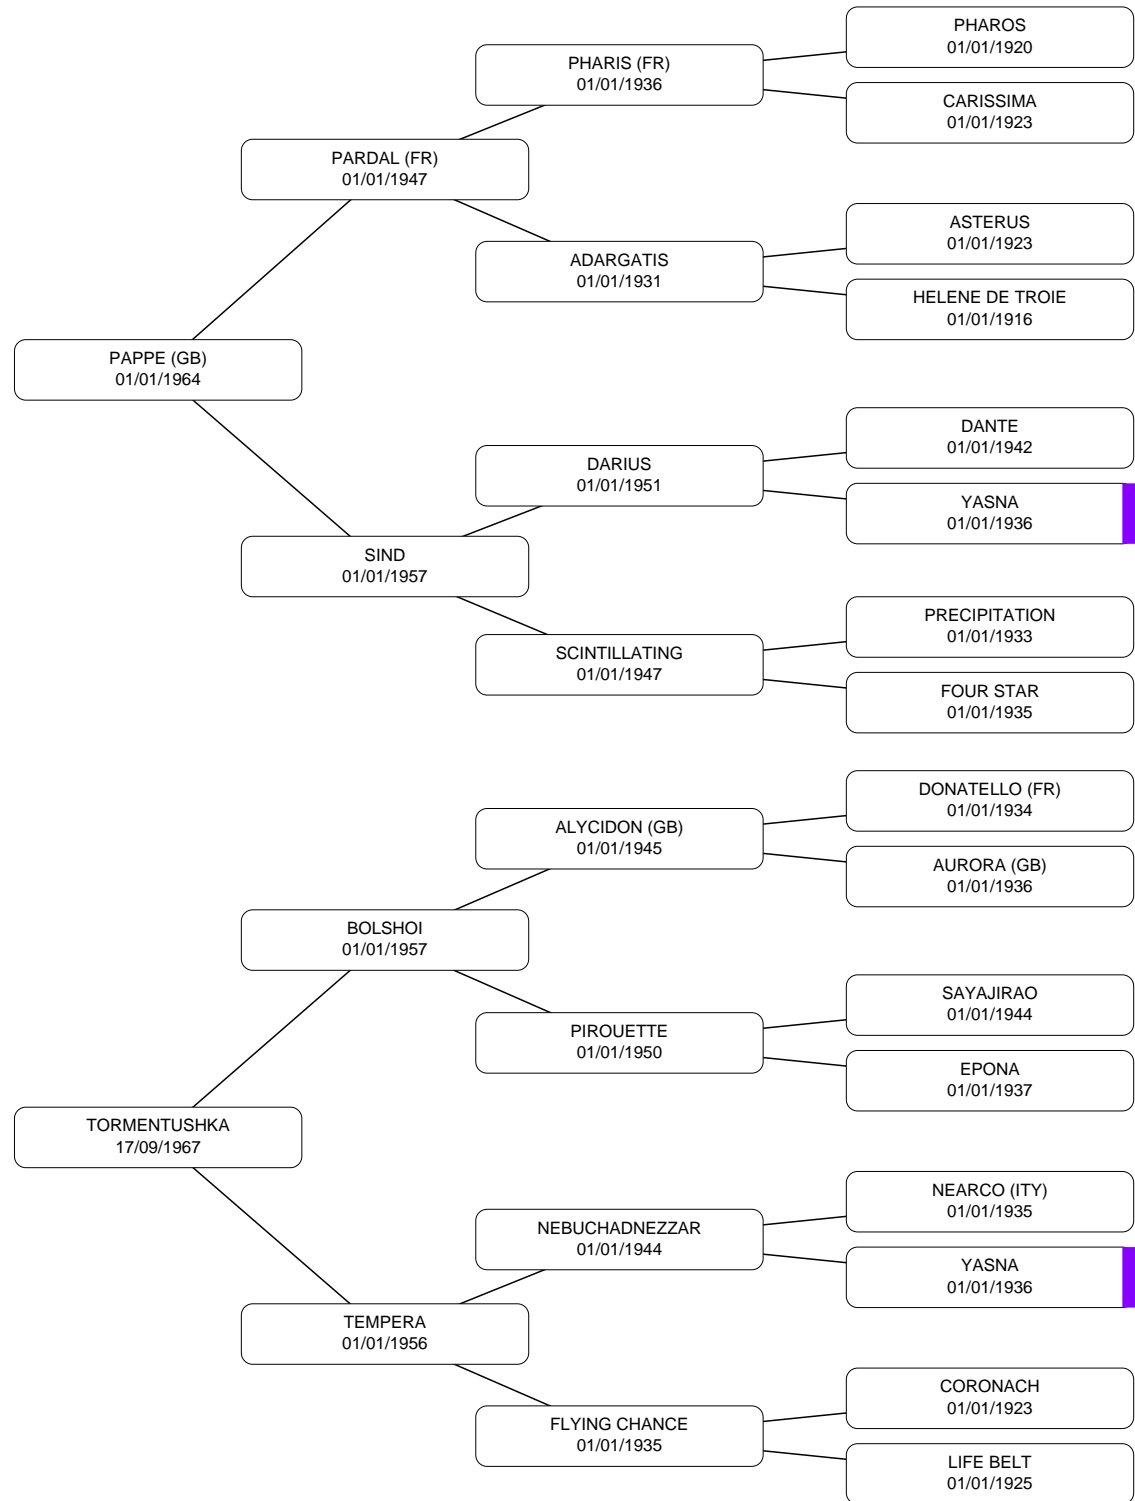 PHAROS
01/01/1920
PHARIS (FR)
01/01/1936
CARISSIMA
01/01/1923
PARDAL (FR)
01/01/1947
ASTERUS
01/01/1923
ADARGATIS
01/01/1931
HELENE DE TROIE
01/01/1916
PAPPE (GB)
01/01/1964
DANTE
01/01/1942
DARIUS
01/01/1951
YASNA
01/01/1936
SIND
01/01/1957
PRECIPITATION
01/01/1933
SCINTILLATING
01/01/1947
FOUR STAR
01/01/1935
DONATELLO (FR)
01/01/1934
ALYCIDON (GB)
01/01/1945
AURORA (GB)
01/01/1936
BOLSHOI
01/01/1957
SAYAJIRAO
01/01/1944
PIROUETTE
01/01/1950
EPONA
01/01/1937
TORMENTUSHKA
17/09/1967
NEARCO (ITY)
01/01/1935
NEBUCHADNEZZAR
01/01/1944
YASNA
01/01/1936
TEMPERA
01/01/1956
CORONACH
01/01/1923
FLYING CHANCE
01/01/1935
LIFE BELT
01/01/1925